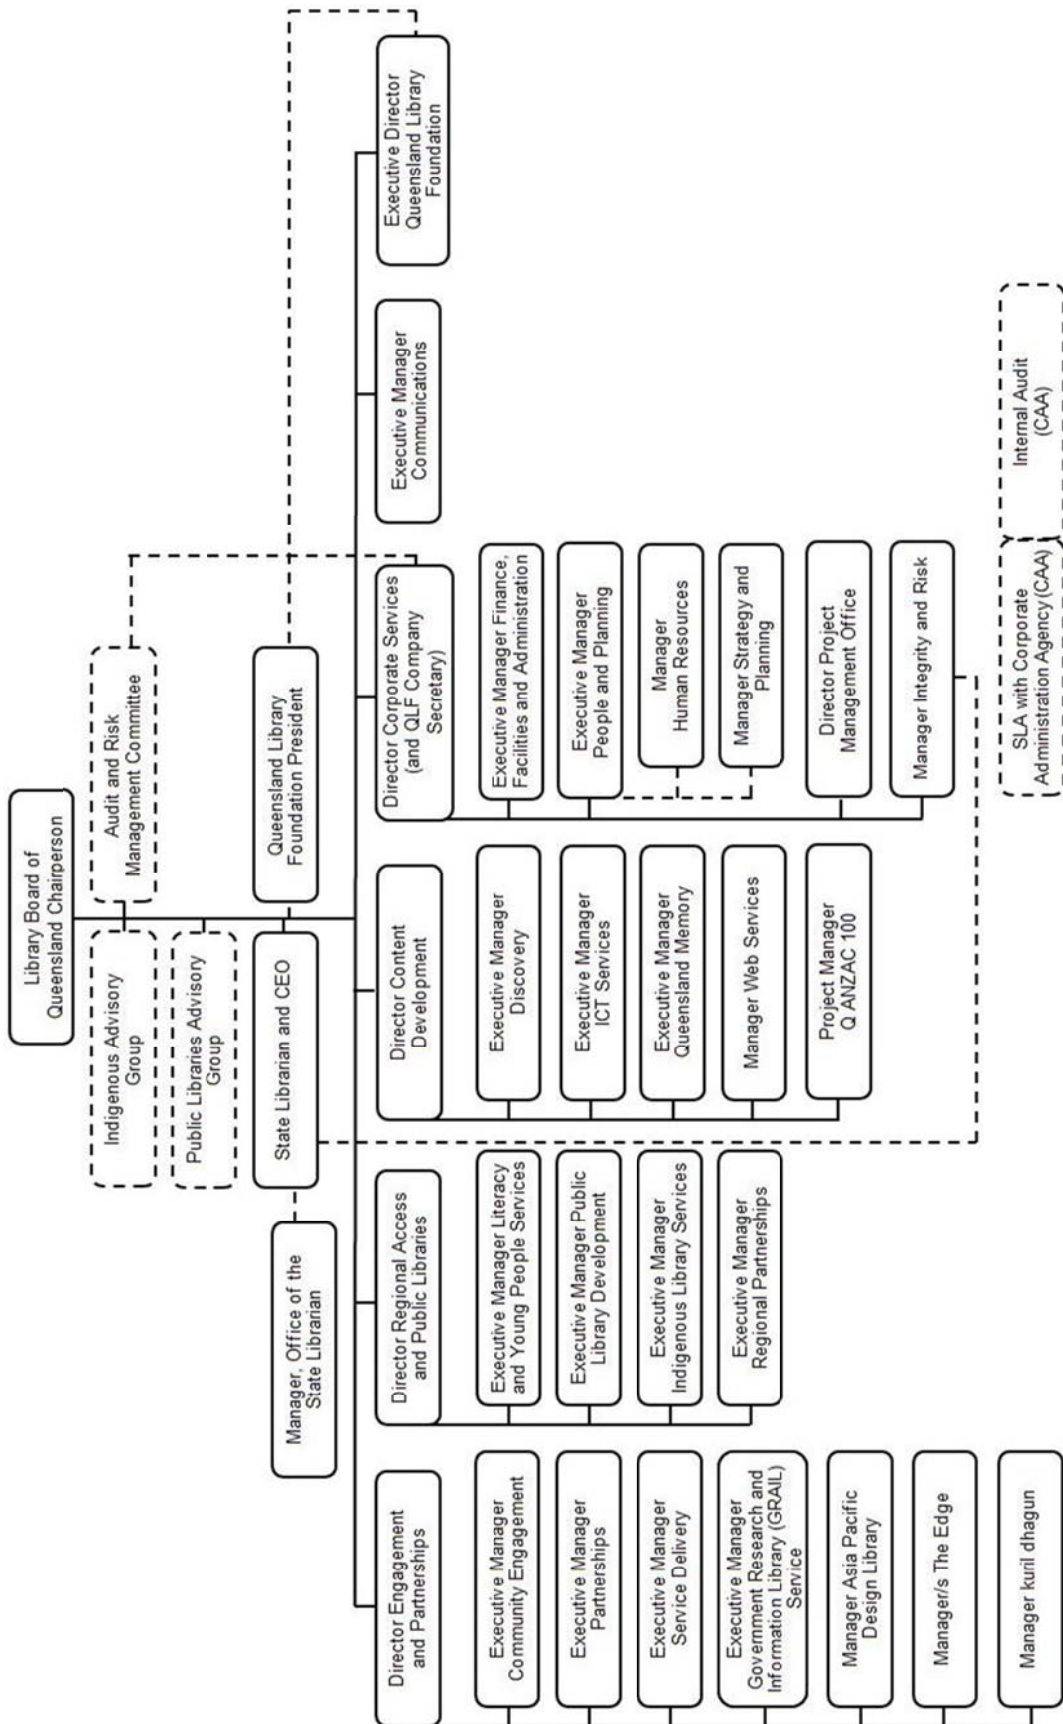 Library Board of
Queensland Chairperson
Indigenous Advisory
Group
Audit and Risk
Management Committee
Public Libraries Advisory
Group
Manager, Office of the
State Librarian
State Librarian and CEO
Queensland Library
Foundation President
Director Engagement
and Partnerships
Executive Manager
Community Engagement
Executive Manager
Partnerships
Executive Manager
Service Delivery
Executive Manager
Government Research and
Information Library (GRAIL)
Service
Manager Asia Pacific
Design Library
Manager/s The Edge
Manager kuril dhagun
Director Regional Access
and Public Libraries
Executive Manager Literacy
and Young People Services
Executive Manager Public
Library Development
Executive Manager
Indigenous Library Services
Executive Manager
Regional Partnerships
Director Content
Development
Executive Manager
Discovery
Executive Manager
ICT Services
Executive Manager
Queensland Memory
Manager Web Services
Project Manager
Q ANZAC 100
Director Corporate Services
(and QLF Company
Secretary)
Executive Manager Finance,
Facilities and Administration
Executive Manager
People and Planning
Manager
Human Resources
Manager Strategy and
Planning
Director Project
Management Office
Manager Integrity and Risk
SLA with Corporate
Administration Agency (CAA)
Internal Audit
(CAA)
Executive Manager
Communications
Executive Director
Queensland Library
Foundation